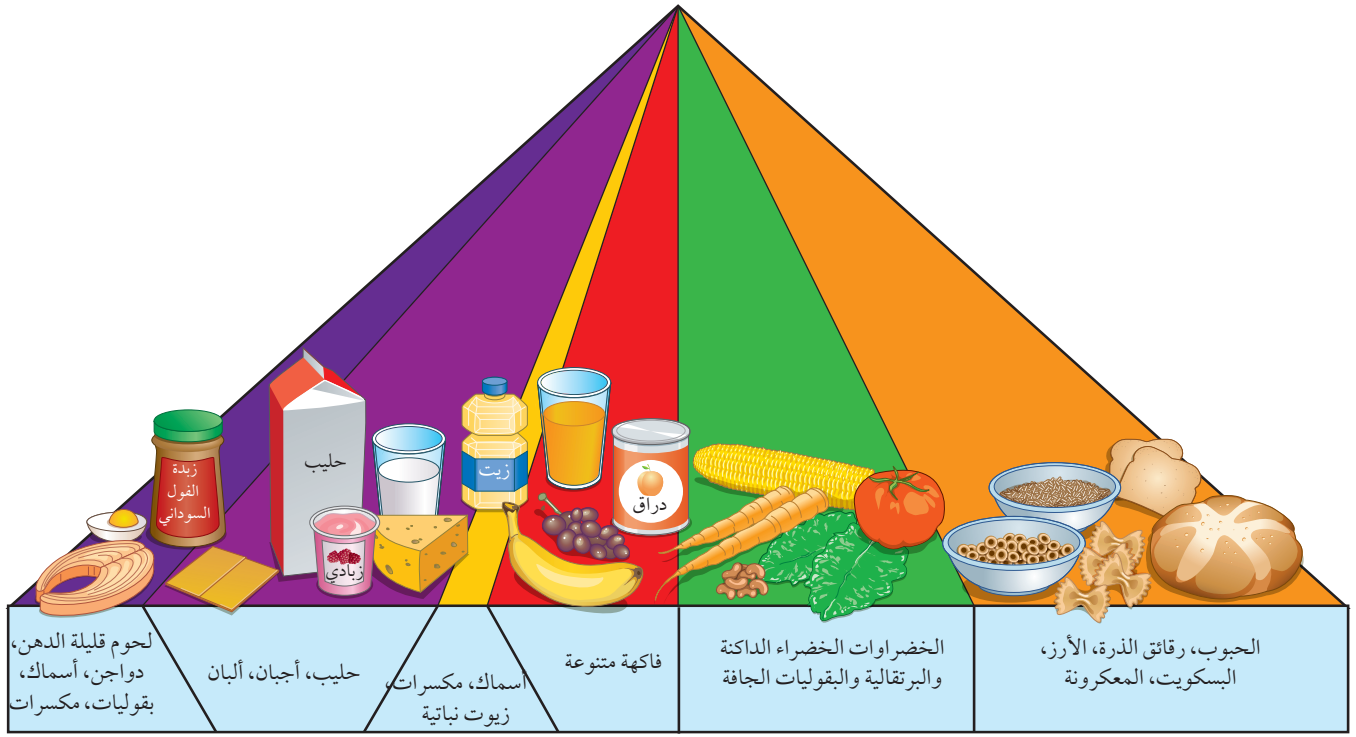 زبدة
الفول
السوداني
حليب
زبادي
زيت
دراق
الحبوب، رقائق الذرة، الأرز،
البسكويت، المعكرونة
الخضراوات الخضراء الداكنة
والبرتقالية والبقوليات الجافة
فاكهة متنوعة
أسماك، مكسرات،
زيوت نباتية
حليب، أجبان، ألبان
لحوم قليلة الدهن،
دواجن، أسماك،
بقوليات، مكسرات